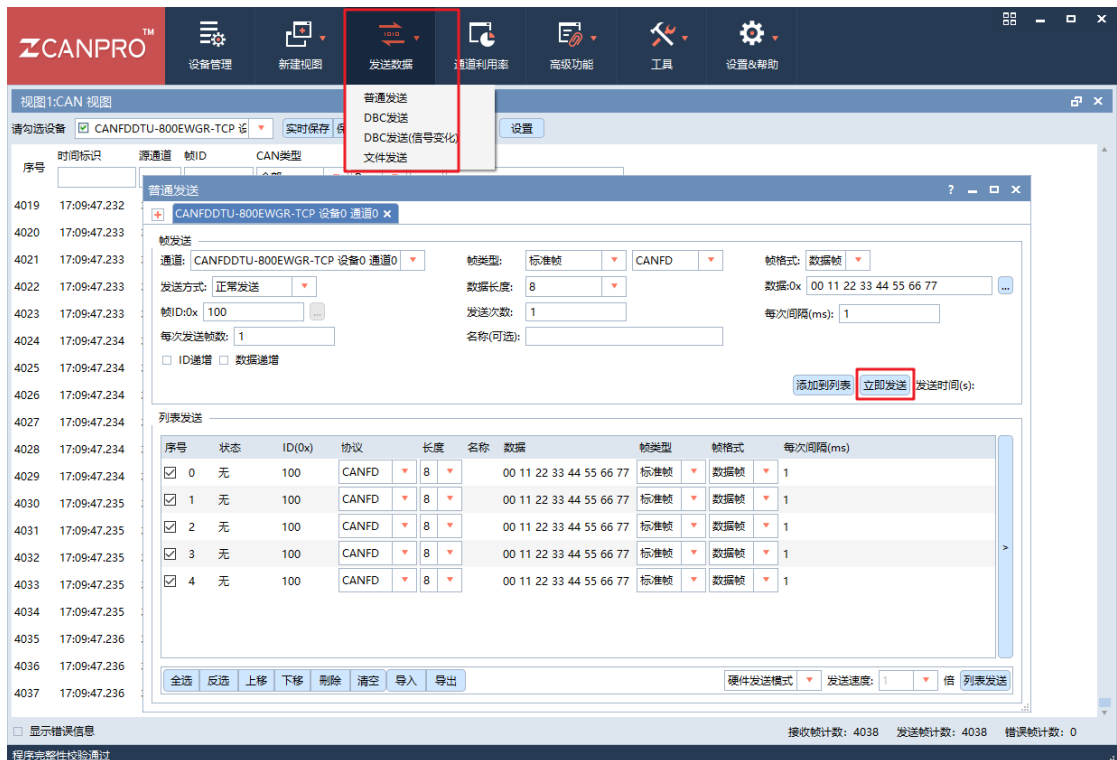 ZCANPRO™
设备管理 新建视图 发送数据 通道利用率 高级功能 工具 设置&帮助
视图1:CAN 视图
普通发送
DBC发送
DBC发送(信号变化)
文件发送
请勾选设备 CANFDDTU-800EWGR-TCP 实时保存 设置
序号 时间标识 源通道 帧ID CAN类型
普通发送 ?
CANFDDTU-800EWGR-TCP 设备0 通道0
帧发送
通道: CANFDDTU-800EWGR-TCP 设备0 通道0 帧类型: 标准帧 CANFD 帧格式: 数据帧
发送方式: 正常发送 数据长度: 8 数据:0x 00 11 22 33 44 55 66 77 ...
帧ID:0x 100 ... 发送次数: 1 每次间隔(ms): 1
每次发送帧数: 1 名称(可选):
ID递增 数据递增
添加到列表 立即发送 发送时间(s):
列表发送
序号 状态 ID(0x) 协议 长度 名称 数据 帧类型 帧格式 每次间隔(ms)
0 无 100 CANFD 8 00 11 22 33 44 55 66 77 标准帧 数据帧 1
1 无 100 CANFD 8 00 11 22 33 44 55 66 77 标准帧 数据帧 1
2 无 100 CANFD 8 00 11 22 33 44 55 66 77 标准帧 数据帧 1
3 无 100 CANFD 8 00 11 22 33 44 55 66 77 标准帧 数据帧 1
4 无 100 CANFD 8 00 11 22 33 44 55 66 77 标准帧 数据帧 1
>
全选 反选 上移 下移 删除 清空 导入 导出 硬件发送模式 发送速度: 1 倍 列表发送
4019 17:09:47.232
4020 17:09:47.233
4021 17:09:47.233
4022 17:09:47.233
4023 17:09:47.233
4024 17:09:47.234
4025 17:09:47.234
4026 17:09:47.234
4027 17:09:47.234
4028 17:09:47.234
4029 17:09:47.234
4030 17:09:47.235
4031 17:09:47.235
4032 17:09:47.235
4033 17:09:47.235
4034 17:09:47.235
4035 17:09:47.236
4036 17:09:47.236
4037 17:09:47.236
显示错误信息 接收帧计数: 4038 发送帧计数: 4038 错误帧计数: 0
程序完整性校验通过